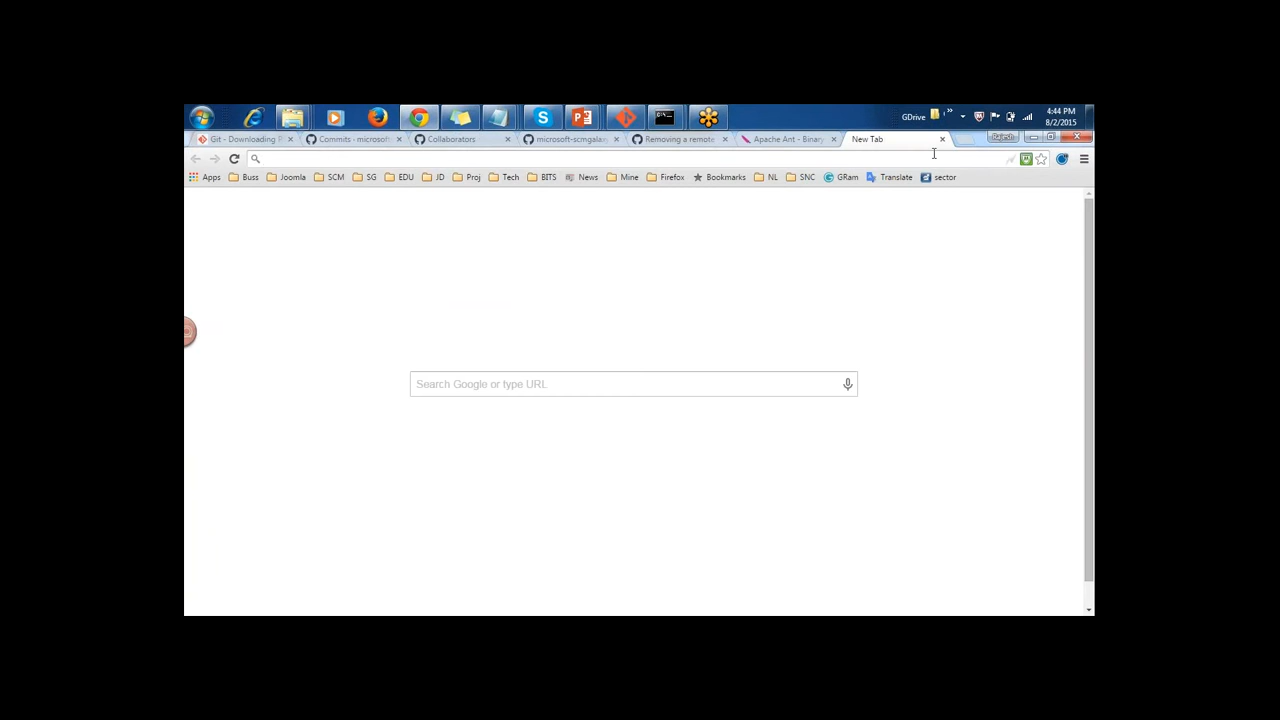 GDrive
»
4:44 PM
8/2/2015
Git - Downloading P
Commits · microsoft-
Collaborators
microsoft-scmgala
Removing a remote
Apache Ant - Binary
New Tab
Rajesh
Apps Buss Joomla SCM SG EDU JD Proj Tech BITS News Mine Firefox Bookmarks NL SNC GRam Translate sector
Search Google or type URL